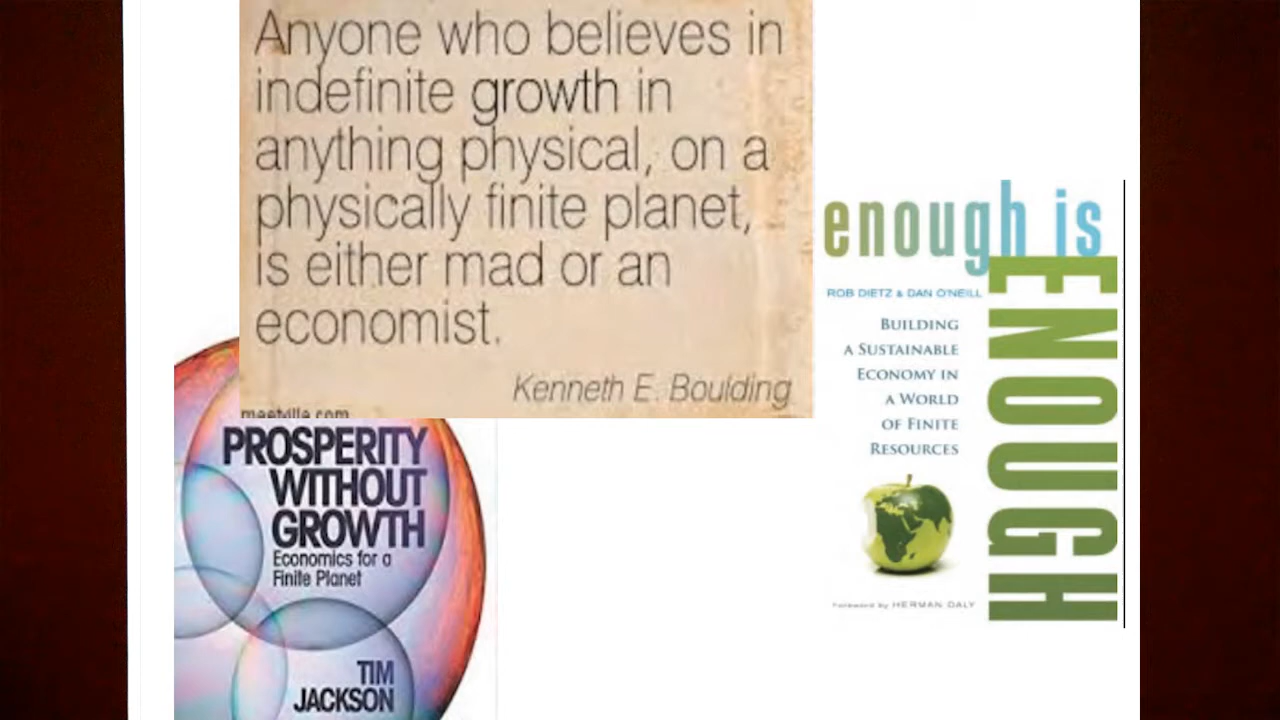 Anyone who believes in
indefinite growth in
anything physical, on a
physically finite planet,
is either mad or an
economist.
Kenneth E. Boulding
meetville.com
PROSPERITY
WITHOUT
GROWTH
Economics for a
Finite Planet
TIM
JACKSON
enough is
ENOUGH
ROB DIETZ & DAN O'NEILL
BUILDING
A SUSTAINABLE
ECONOMY IN
A WORLD
OF FINITE
RESOURCES
Foreword by HERMAN DALY